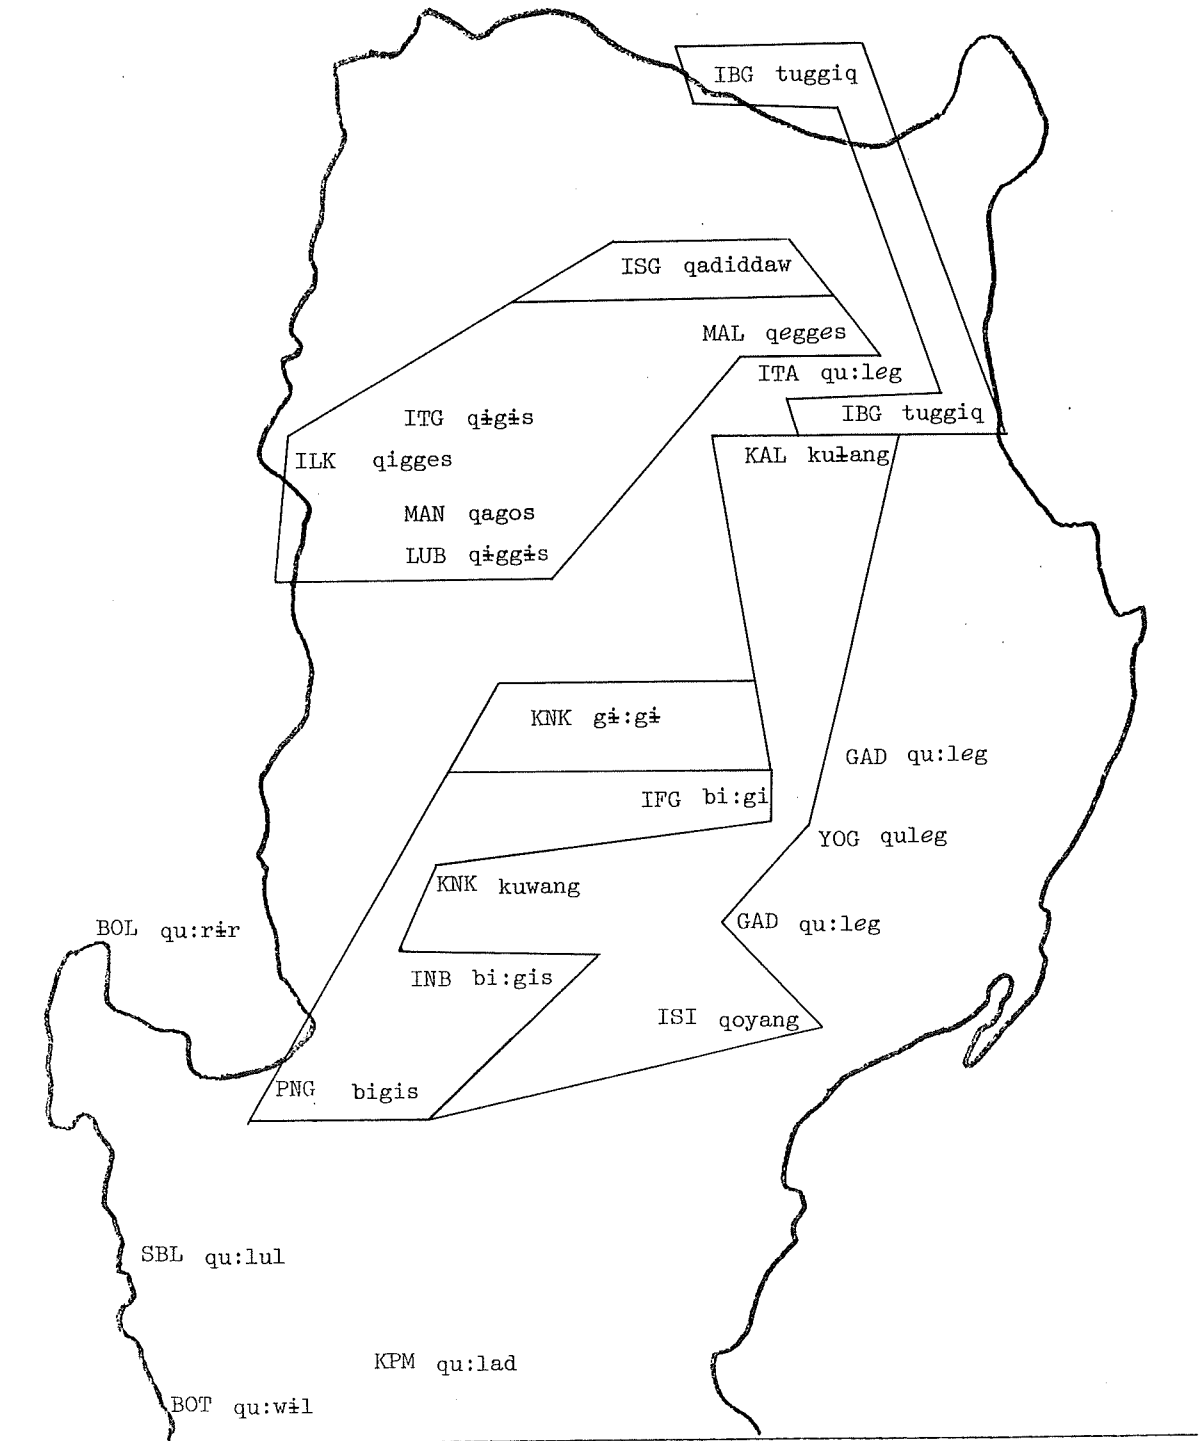 IBG tuggiq
ISG qadiddaw
MAL qegges
ITA qu:leg
ITG qɨgɨs
IBG tuggiq
ILK qigges
KAL kuɫang
MAN qagos
LUB qɨggɨs
KNK gɨ:gɨ
GAD qu:leg
IFG bi:gi
YOG quleg
KNK kuwang
GAD qu:leg
BOL qu:rɨr
INB bi:gis
ISI qoyang
PNG bigis
SBL qu:lul
KPM qu:lad
BOT qu:wɨl